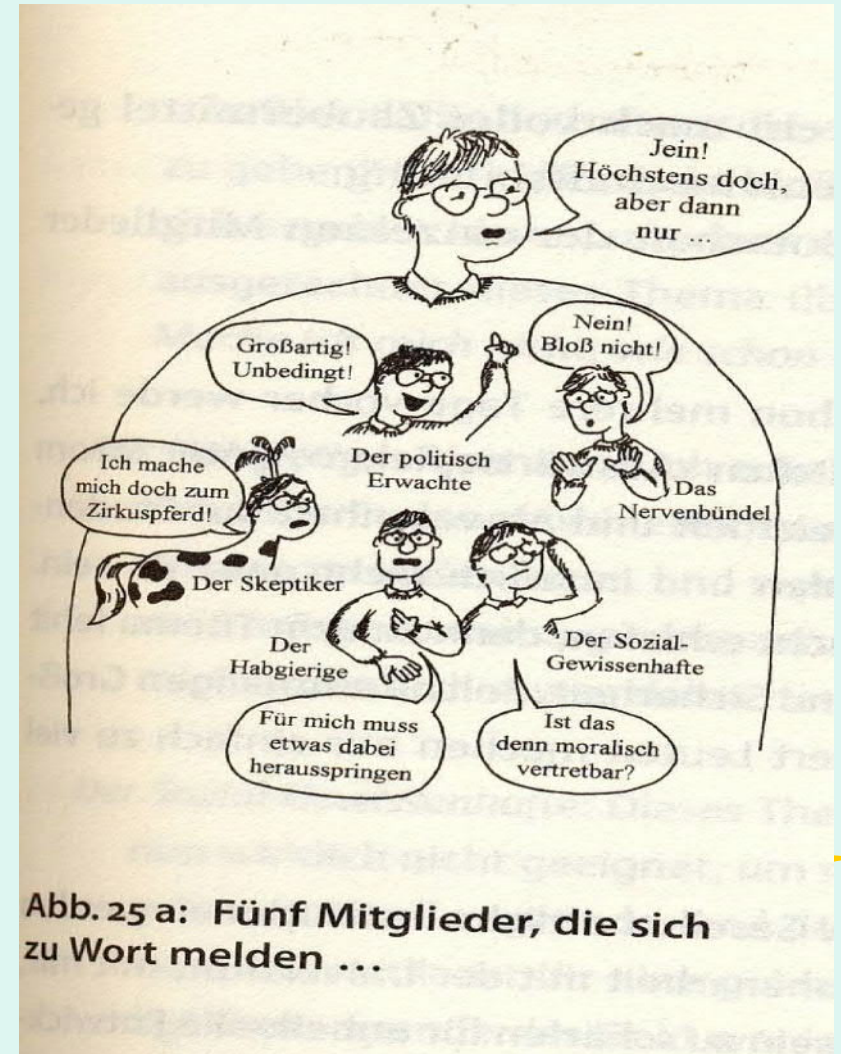 Jein!
Höchstens doch,
aber dann
nur ...
Großartig!
Unbedingt!
Nein!
Bloß nicht!
Der politisch
Erwachte
Das
Nervenbündel
Ich mache
mich doch zum
Zirkuspferd!
Der Skeptiker
Der
Habgierige
Der Sozial-
Gewissenhafte
Für mich muss
etwas dabei
herausspringen
Ist das
denn moralisch
vertretbar?
Abb. 25 a: Fünf Mitglieder, die sich
zu Wort melden ...